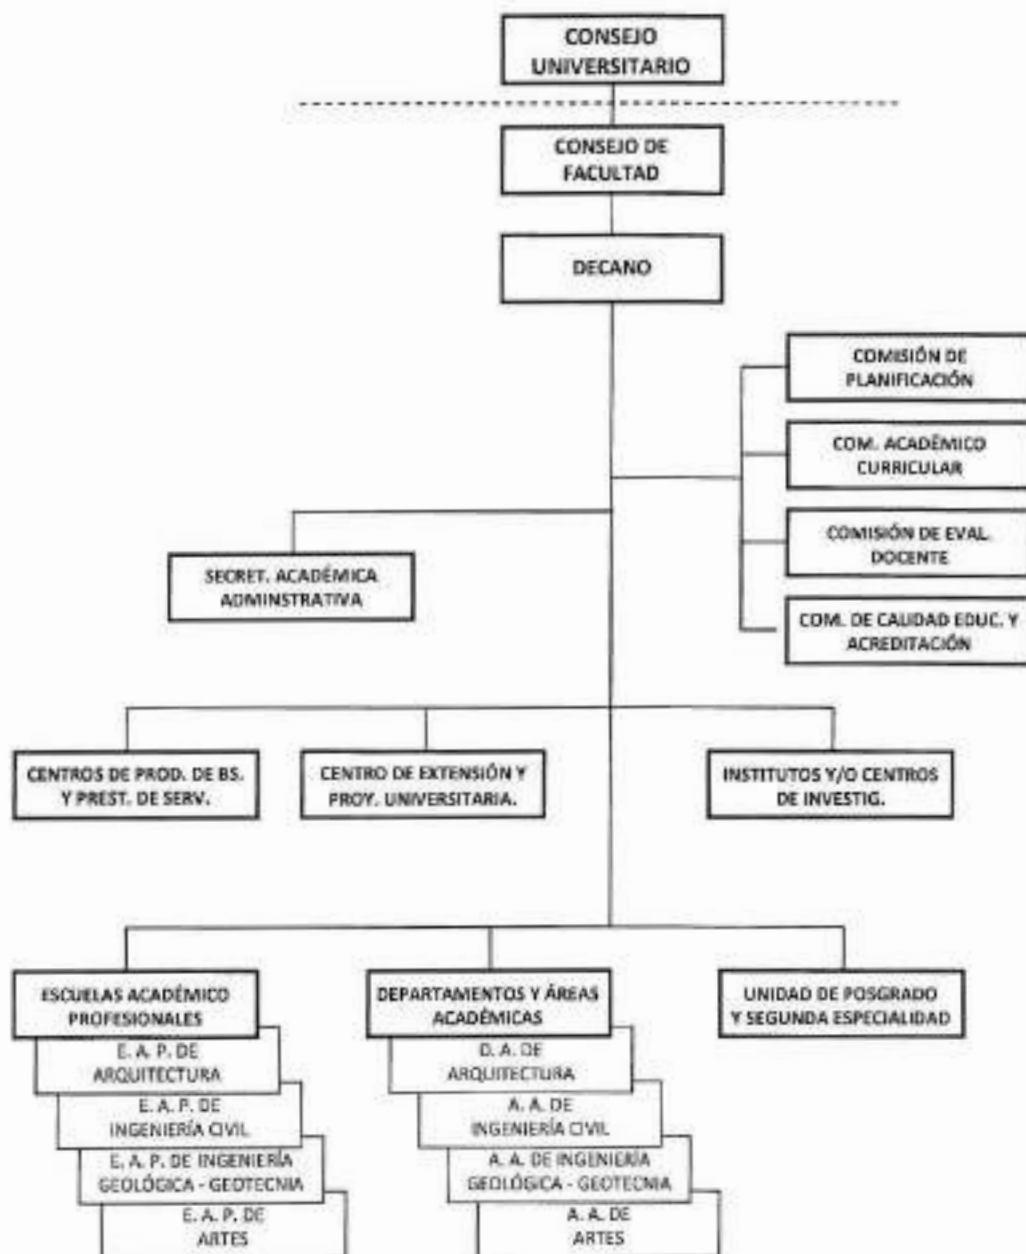 CONSEJO
UNIVERSITARIO
CONSEJO DE
FACULTAD
DECANO
COMISIÓN DE
PLANIFICACIÓN
COM. ACADÉMICO
CURRICULAR
COMISIÓN DE EVAL.
DOCENTE
COM. DE CALIDAD EDUC. Y
ACREDITACIÓN
SECRET. ACADÉMICA
ADMINSTRATIVA
CENTROS DE PROD. DE BS.
Y PREST. DE SERV.
CENTRO DE EXTENSIÓN Y
PROY. UNIVERSITARIA.
INSTITUTOS Y/O CENTROS
DE INVESTIG.
ESCUELAS ACADÉMICO
PROFESIONALES
E. A. P. DE
ARQUITECTURA
E. A. P. DE
INGENIERÍA CIVIL
E. A. P. DE INGENIERÍA
GEOLÓGICA - GEOTECNIA
E. A. P. DE
ARTES
DEPARTAMENTOS Y ÁREAS
ACADÉMICAS
D. A. DE
ARQUITECTURA
A. A. DE
INGENIERÍA CIVIL
A. A. DE INGENIERÍA
GEOLÓGICA - GEOTECNIA
A. A. DE
ARTES
UNIDAD DE POSGRADO
Y SEGUNDA ESPECIALIDAD